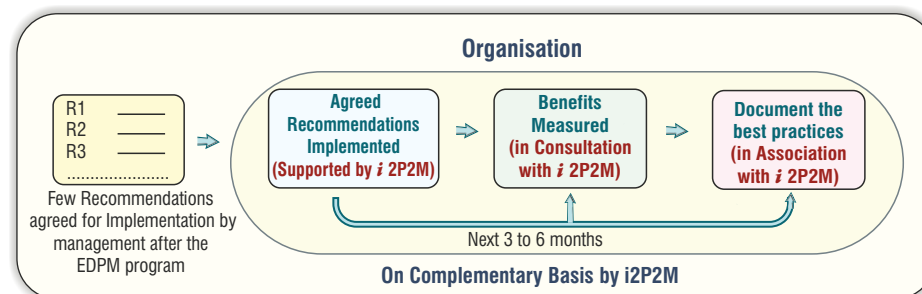 Organisation
R1
R2
R3
Few Recommendations
agreed for Implementation by
management after the
EDPM program
Agreed
Recommendations
Implemented
(Supported by i 2P2M)
Benefits
Measured
(in Consultation
with i 2P2M)
Document the
best practices
(in Association
with i 2P2M)
Next 3 to 6 months
On Complementary Basis by i2P2M